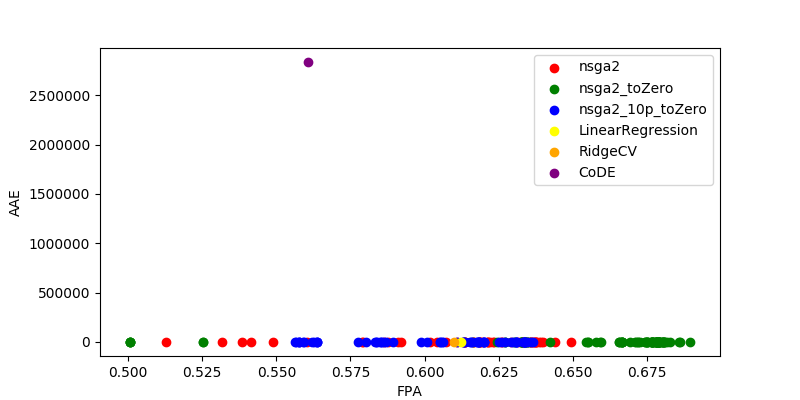 AAE
2500000
2000000
1500000
1000000
500000
0
0.500 0.525 0.550 0.575 0.600 0.625 0.650 0.675
FPA
nsga2
nsga2_toZero
nsga2_10p_toZero
LinearRegression
RidgeCV
CoDE